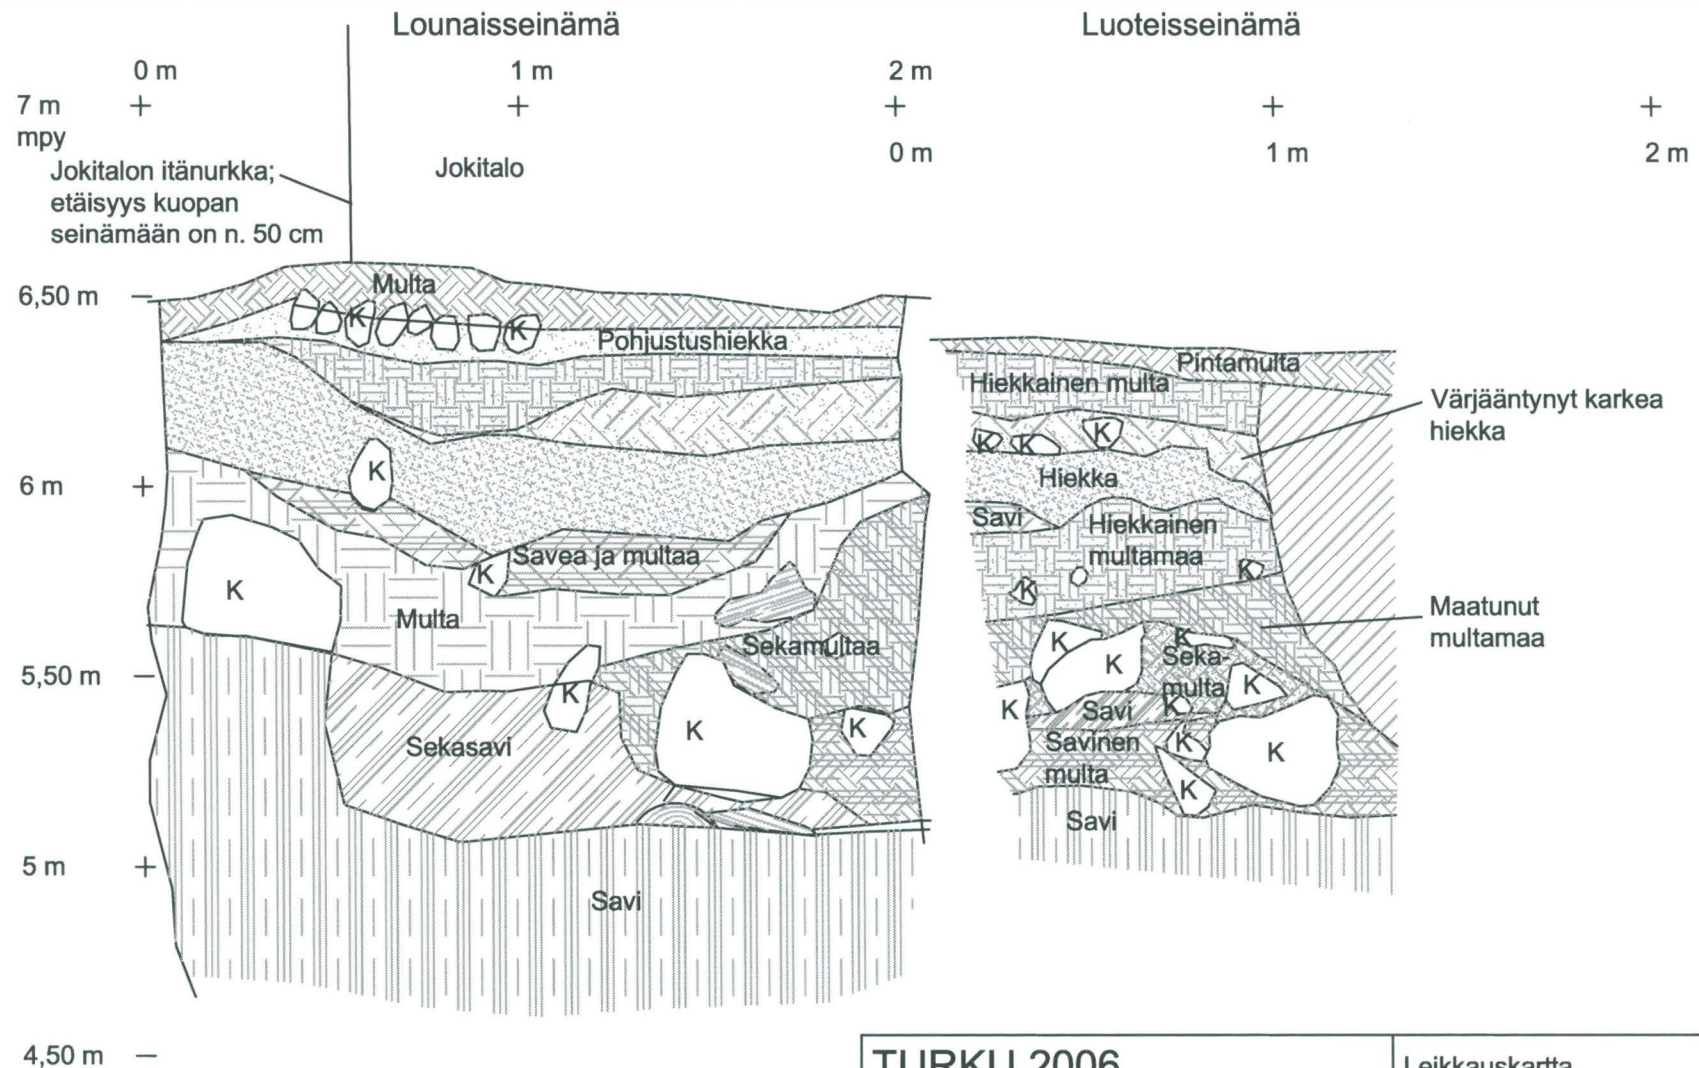 Lounaisseinämä
Luoteisseinämä
0 m
1 m
2 m
7 m
mpy
0 m
1 m
2 m
Jokitalon itänurkka;
etäisyys kuopan
seinämään on n. 50 cm
Jokitalo
6,50 m
Multa
K
K
Pohjustushiekka
Pintamulta
Hiekkainen multa
Värjääntynyt karkea
hiekka
K
K
K
6 m
K
Hiekka
Savi
Hiekkainen
multamaa
Savea ja multaa
K
K
K
K
Multa
Maatunut
multamaa
Sekamultaa
K
K
K
Seka-
multa
5,50 m
K
K
K
K
Savi
K
K
K
Sekasavi
Savinen
multa
K
K
K
Savi
5 m
Savi
4,50 m
TURKU 2006
Leikkauskartta